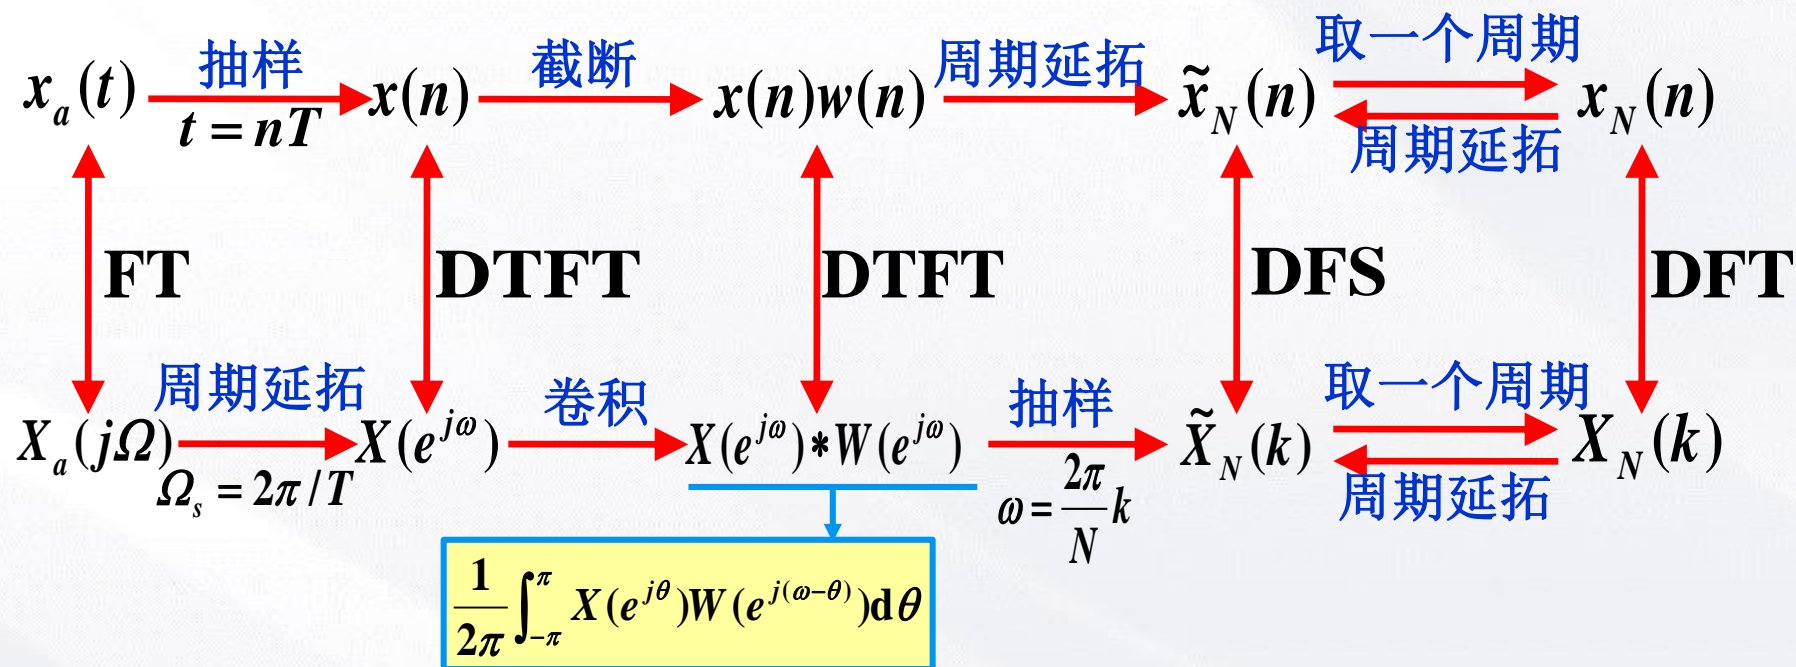 抽样 截断 周期延拓 取一个周期
x_a(t) x(n) x(n)w(n) x̃_N(n) x_N(n)
t = nT 周期延拓
FT DTFT DTFT DFS DFT
周期延拓 卷积 抽样 取一个周期
X_a(jΩ) X(e^{jω}) X(e^{jω})*W(e^{jω}) X̃_N(k) X_N(k)
Ω_s = 2π/T ω = \frac{2π}{N}k 周期延拓
\frac{1}{2π}∫_{-π}^{π} X(e^{jθ})W(e^{j(ω-θ)})dθ